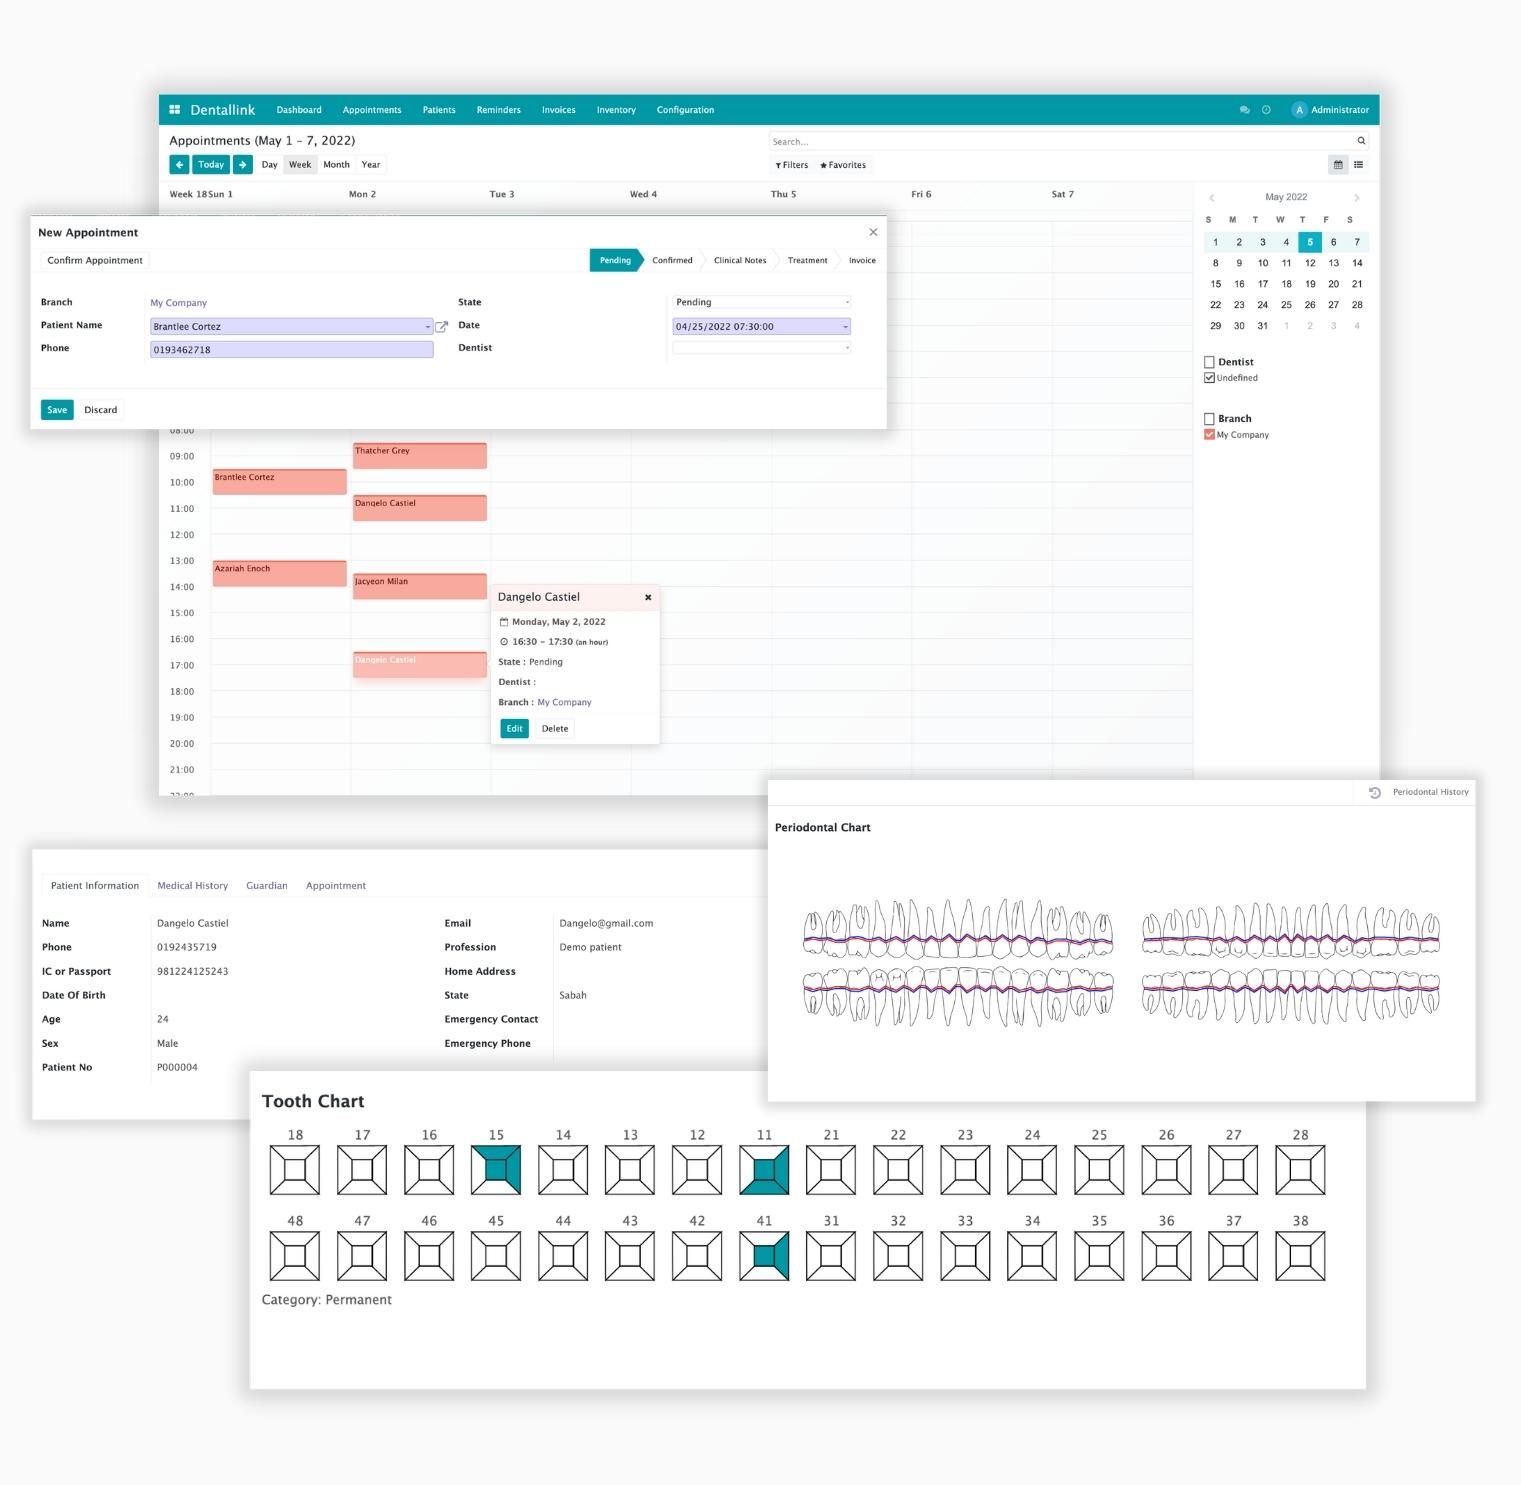 Dentallink Dashboard Appointments Patients Reminders Invoices Inventory Configuration A Administrator
Appointments (May 1 – 7, 2022)
Search...
Today Day Week Month Year
Filters Favorites
Week 18 Sun 1 Mon 2 Tue 3 Wed 4 Thu 5 Fri 6 Sat 7
New Appointment
Confirm Appointment
Pending Confirmed Clinical Notes Treatment Invoice
Branch My Company State Pending
Patient Name Brantlee Cortez Date 04/25/2022 07:30:00
Phone 0193462718 Dentist
Save Discard
May 2022
S M T W T F S
1 2 3 4 5 6 7
8 9 10 11 12 13 14
15 16 17 18 19 20 21
22 23 24 25 26 27 28
29 30 31 1 2 3 4
Dentist
Undefined
Branch
My Company
08:00
Thatcher Grey
09:00
Brantlee Cortez
10:00
Dangelo Castiel
11:00
12:00
13:00
Azariah Enoch
Jacyeon Milan
14:00
15:00
16:00
Dangelo Castiel
17:00
18:00
19:00
20:00
21:00
22:00
Dangelo Castiel
Monday, May 2, 2022
16:30 – 17:30 (an hour)
State : Pending
Dentist :
Branch : My Company
Edit Delete
Periodontal History
Periodontal Chart
Patient Information Medical History Guardian Appointment
Name Dangelo Castiel Email Dangelo@gmail.com
Phone 0192435719 Profession Demo patient
IC or Passport 981224125243 Home Address
Date Of Birth State Sabah
Age 24 Emergency Contact
Sex Male Emergency Phone
Patient No P000004
Tooth Chart
18 17 16 15 14 13 12 11 21 22 23 24 25 26 27 28
48 47 46 45 44 43 42 41 31 32 33 34 35 36 37 38
Category: Permanent